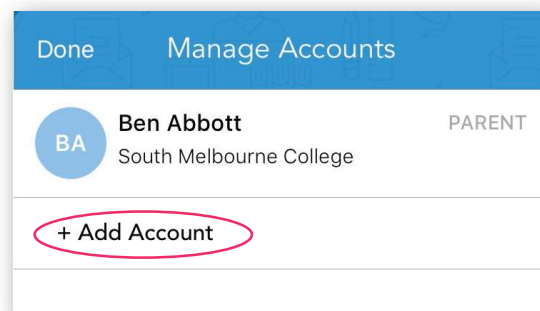 Done Manage Accounts
BA Ben Abbott PARENT
South Melbourne College
+ Add Account